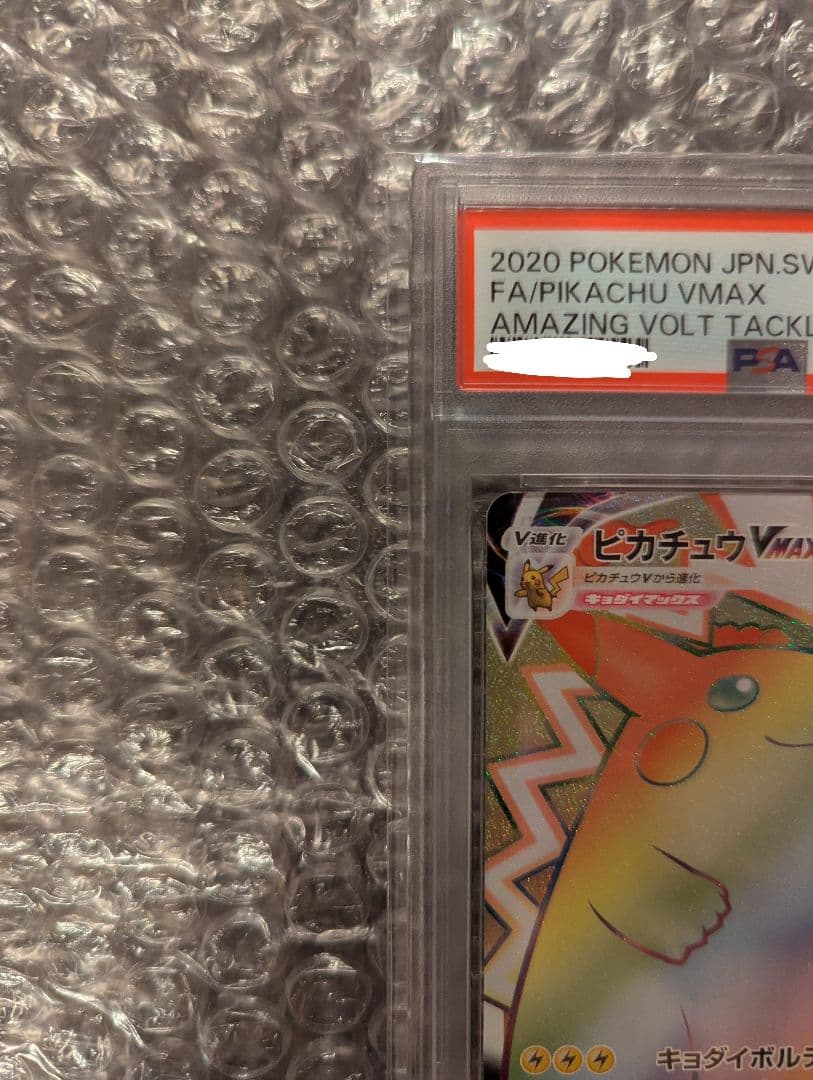 2020 POKEMON JPN.SW
FA/PIKACHU VMAX
AMAZING VOLT TACKL
PSA
V進化
ピカチュウVMAX
ピカチュウVから進化
キョダイマックス
キョダイボルテ